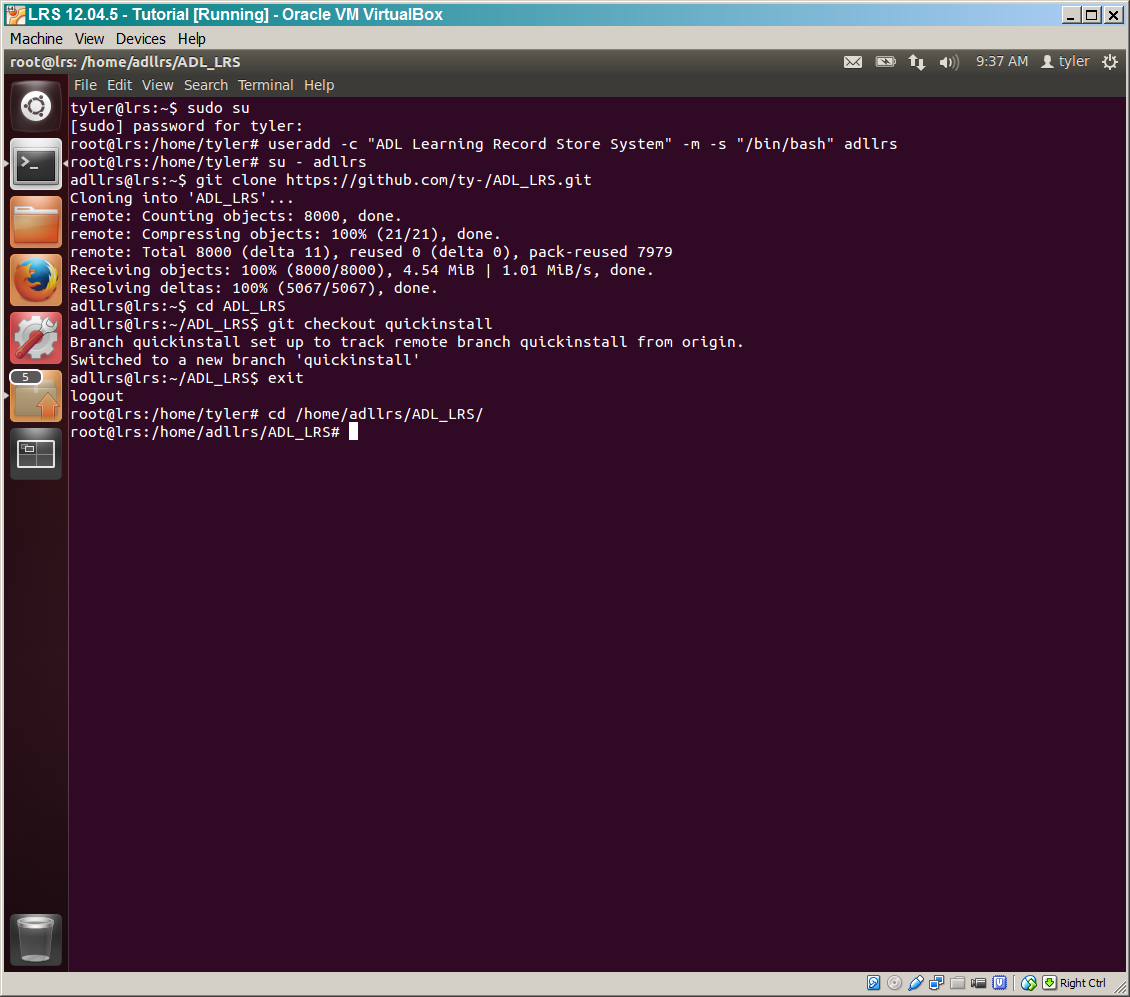 LRS 12.04.5 - Tutorial [Running] - Oracle VM VirtualBox
Machine View Devices Help
root@lrs: /home/adllrs/ADL_LRS 9:37 AM tyler
File Edit View Search Terminal Help
tyler@lrs:~$ sudo su
[sudo] password for tyler:
root@lrs:/home/tyler# useradd -c "ADL Learning Record Store System" -m -s "/bin/bash" adllrs
root@lrs:/home/tyler# su - adllrs
adllrs@lrs:~$ git clone https://github.com/ty-/ADL_LRS.git
Cloning into 'ADL_LRS'...
remote: Counting objects: 8000, done.
remote: Compressing objects: 100% (21/21), done.
remote: Total 8000 (delta 11), reused 0 (delta 0), pack-reused 7979
Receiving objects: 100% (8000/8000), 4.54 MiB | 1.01 MiB/s, done.
Resolving deltas: 100% (5067/5067), done.
adllrs@lrs:~$ cd ADL_LRS
adllrs@lrs:~/ADL_LRS$ git checkout quickinstall
Branch quickinstall set up to track remote branch quickinstall from origin.
Switched to a new branch 'quickinstall'
adllrs@lrs:~/ADL_LRS$ exit
logout
root@lrs:/home/tyler# cd /home/adllrs/ADL_LRS/
root@lrs:/home/adllrs/ADL_LRS#
5
Right Ctrl